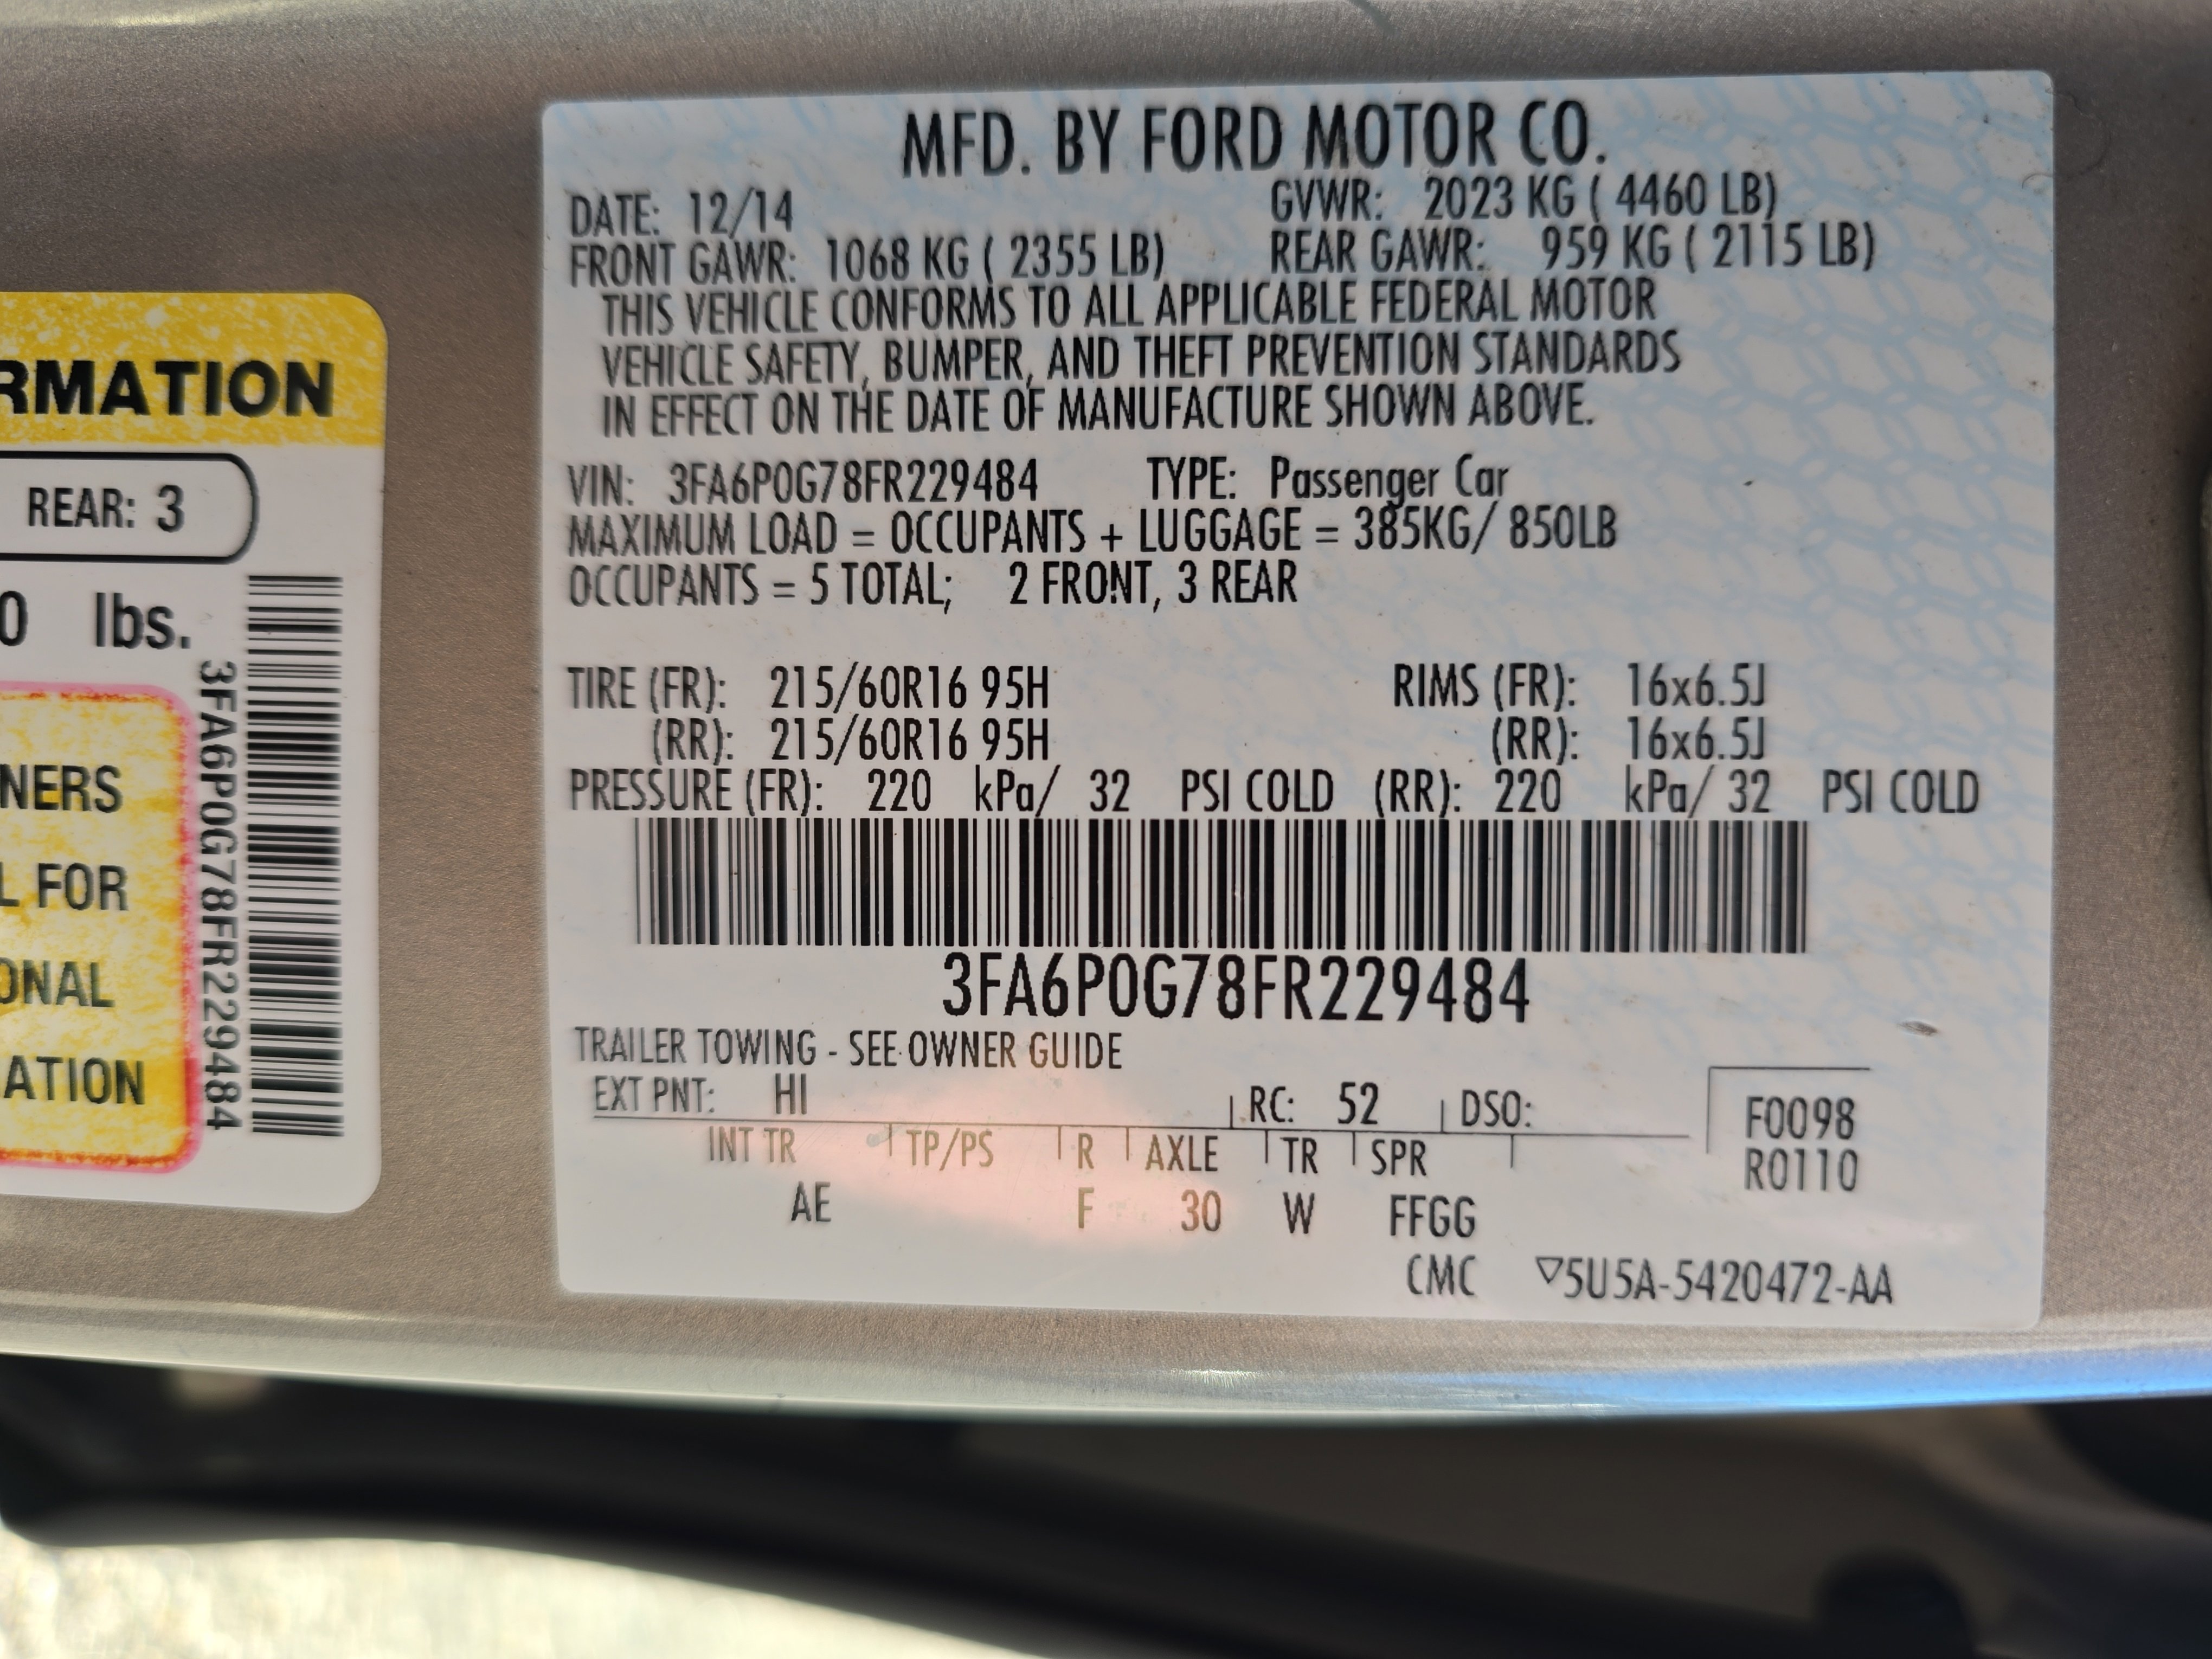 MFD. BY FORD MOTOR CO.
DATE: 12/14 GVWR: 2023 KG ( 4460 LB)
FRONT GAWR: 1068 KG ( 2355 LB) REAR GAWR: 959 KG ( 2115 LB)
THIS VEHICLE CONFORMS TO ALL APPLICABLE FEDERAL MOTOR
VEHICLE SAFETY, BUMPER, AND THEFT PREVENTION STANDARDS
IN EFFECT ON THE DATE OF MANUFACTURE SHOWN ABOVE.
VIN: 3FA6P0G78FR229484 TYPE: Passenger Car
MAXIMUM LOAD = OCCUPANTS + LUGGAGE = 385KG/ 850LB
OCCUPANTS = 5 TOTAL; 2 FRONT, 3 REAR
TIRE (FR): 215/60R16 95H RIMS (FR): 16x6.5J
(RR): 215/60R16 95H (RR): 16x6.5J
PRESSURE (FR): 220 kPa/ 32 PSI COLD (RR): 220 kPa/ 32 PSI COLD
3FA6P0G78FR229484
TRAILER TOWING - SEE OWNER GUIDE
EXT PNT: HI RC: 52 DSO:
INT TR TP/PS R AXLE TR SPR
AE F 30 W FFGG
F0098
R0110
CMC ▽5U5A-5420472-AA
RMATION
REAR: 3
0 lbs.
NERS
L FOR
ONAL
ATION
3FA6P0G78FR229484